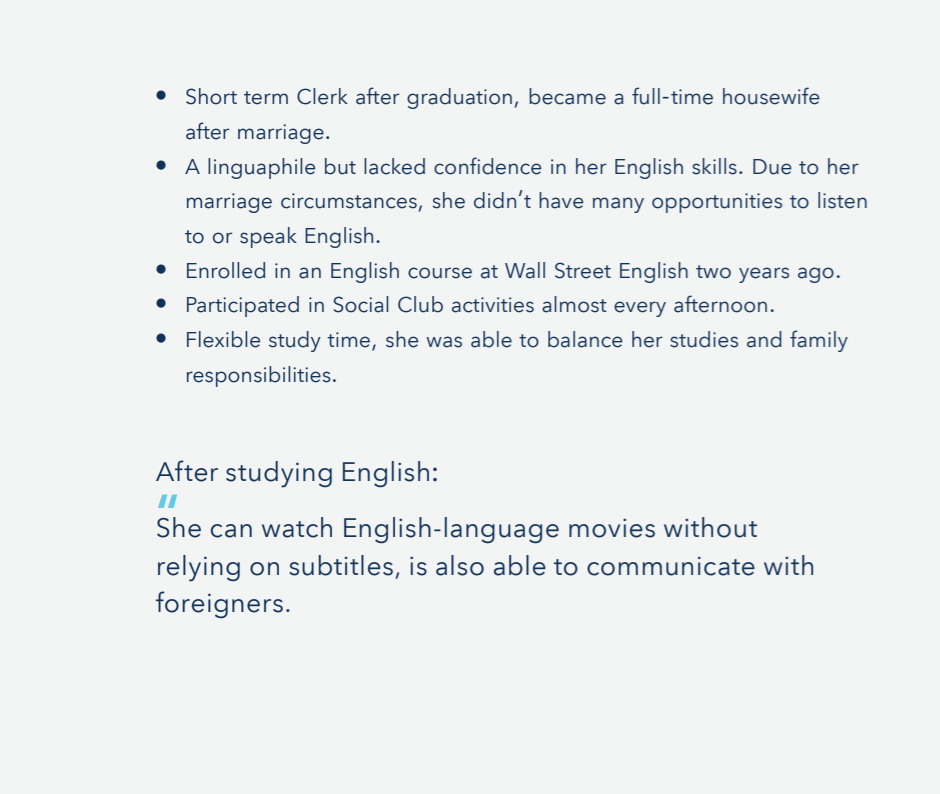 • Short term Clerk after graduation, became a full-time housewife
after marriage.
• A linguaphile but lacked confidence in her English skills. Due to her
marriage circumstances, she didn't have many opportunities to listen
to or speak English.
• Enrolled in an English course at Wall Street English two years ago.
• Participated in Social Club activities almost every afternoon.
• Flexible study time, she was able to balance her studies and family
responsibilities.
After studying English:
"
She can watch English-language movies without
relying on subtitles, is also able to communicate with
foreigners.